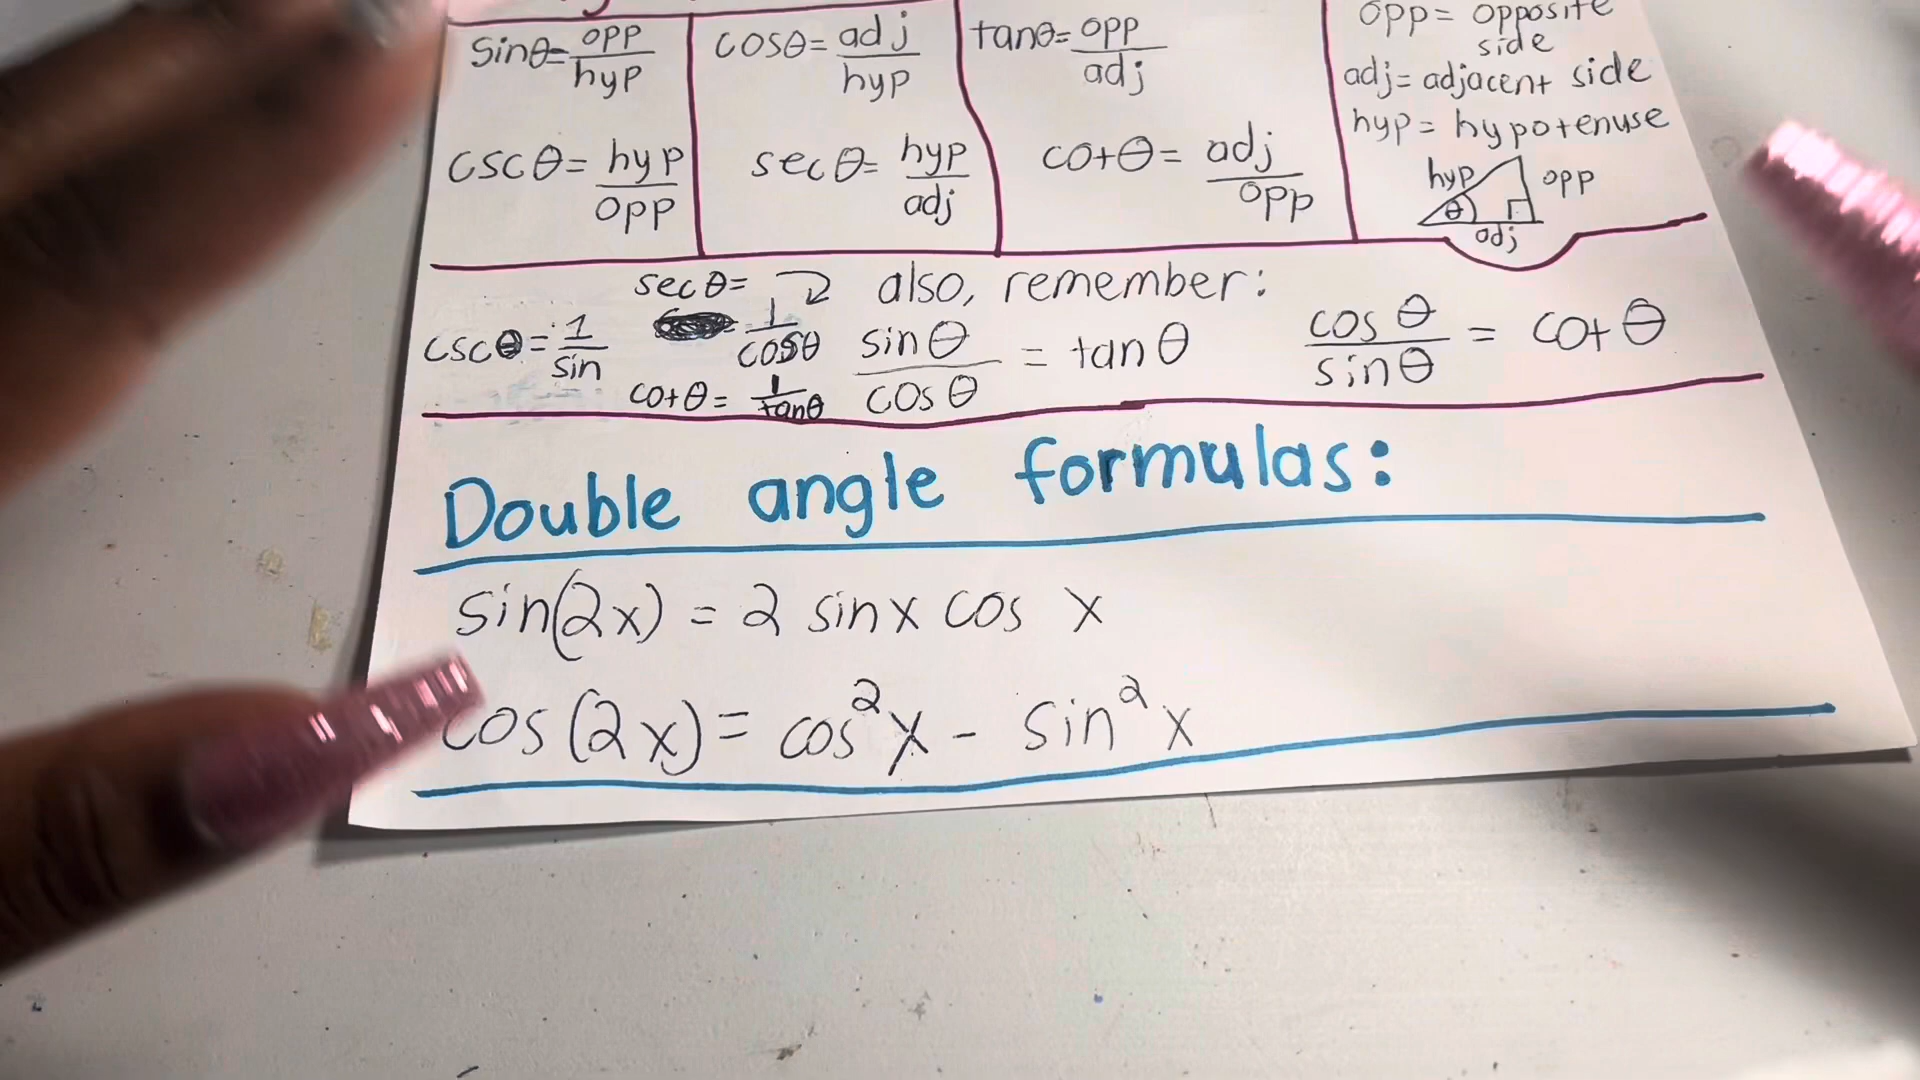 sinθ= opp/hyp
cosθ= adj/hyp
tanθ= opp/adj
opp= opposite
side
adj= adjacent side
hyp= hypotenuse
cscθ= hyp/opp
secθ= hyp/adj
cotθ= adj/opp
hyp
opp
θ
adj
secθ=
also, remember:
cscθ= 1/sin
1/cosθ
sinθ/cosθ = tanθ
cosθ/sinθ = cotθ
cotθ= 1/tanθ
Double angle formulas:
sin(2x) = 2 sinx cos x
cos(2x) = cos²x - sin²x